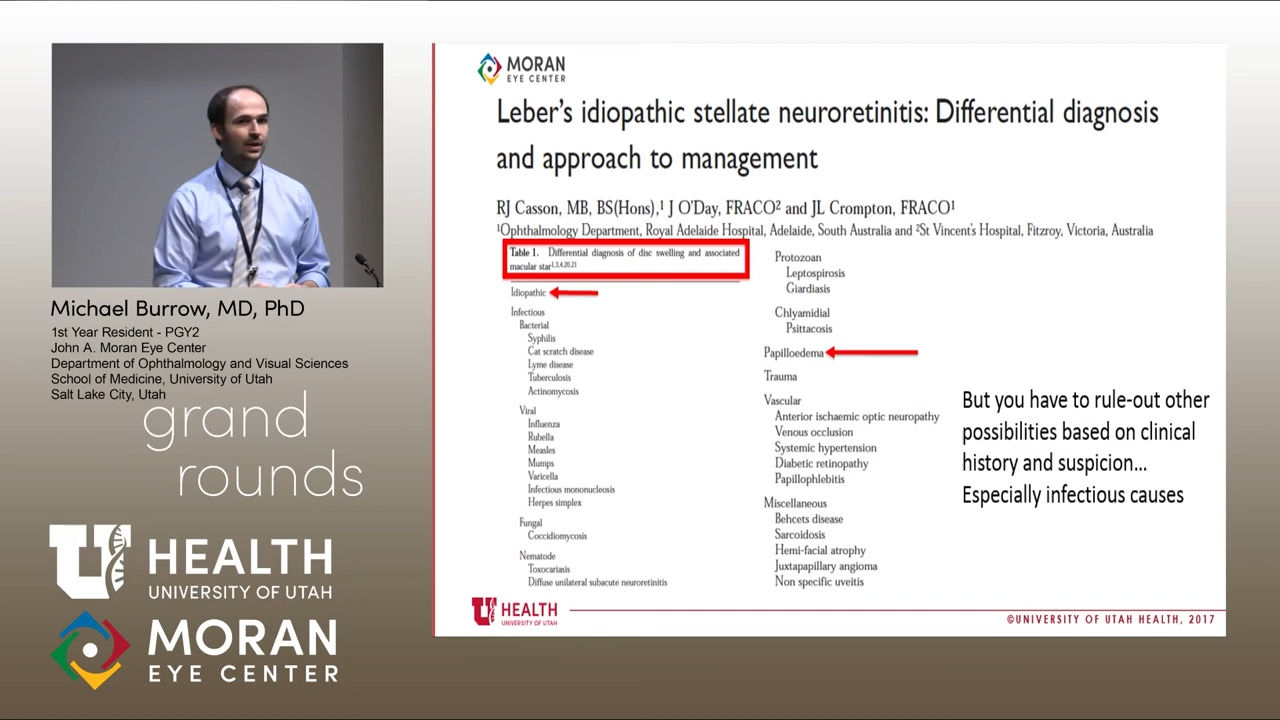 Michael Burrow, MD, PhD
1st Year Resident - PGY2
John A. Moran Eye Center
Department of Ophthalmology and Visual Sciences
School of Medicine, University of Utah
Salt Lake City, Utah
grand
rounds
U HEALTH
UNIVERSITY OF UTAH
MORAN
EYE CENTER
MORAN
EYE CENTER
Leber's idiopathic stellate neuroretinitis: Differential diagnosis
and approach to management
RJ Casson, MB, BS(Hons),¹ J O'Day, FRACO² and JL Crompton, FRACO¹
¹Ophthalmology Department, Royal Adelaide Hospital, Adelaide, South Australia and ²St Vincent's Hospital, Fitzroy, Victoria, Australia
Table 1. Differential diagnosis of disc swelling and associated
macular star¹,³,⁴,²⁰,²¹
Idiopathic
Infectious
Bacterial
Syphilis
Cat scratch disease
Lyme disease
Tuberculosis
Actinomycosis
Viral
Influenza
Rubella
Measles
Mumps
Varicella
Infectious mononucleosis
Herpes simplex
Fungal
Coccidiomycosis
Nematode
Toxocariasis
Diffuse unilateral subacute neuroretinitis
Protozoan
Leptospirosis
Giardiasis
Chlyamidial
Psittacosis
Papilloedema
Trauma
Vascular
Anterior ischaemic optic neuropathy
Venous occlusion
Systemic hypertension
Diabetic retinopathy
Papillophlebitis
Miscellaneous
Behcets disease
Sarcoidosis
Hemi-facial atrophy
Juxtapapillary angioma
Non specific uveitis
But you have to rule-out other
possibilities based on clinical
history and suspicion...
Especially infectious causes
U HEALTH
UNIVERSITY OF UTAH
©UNIVERSITY OF UTAH HEALTH, 2017